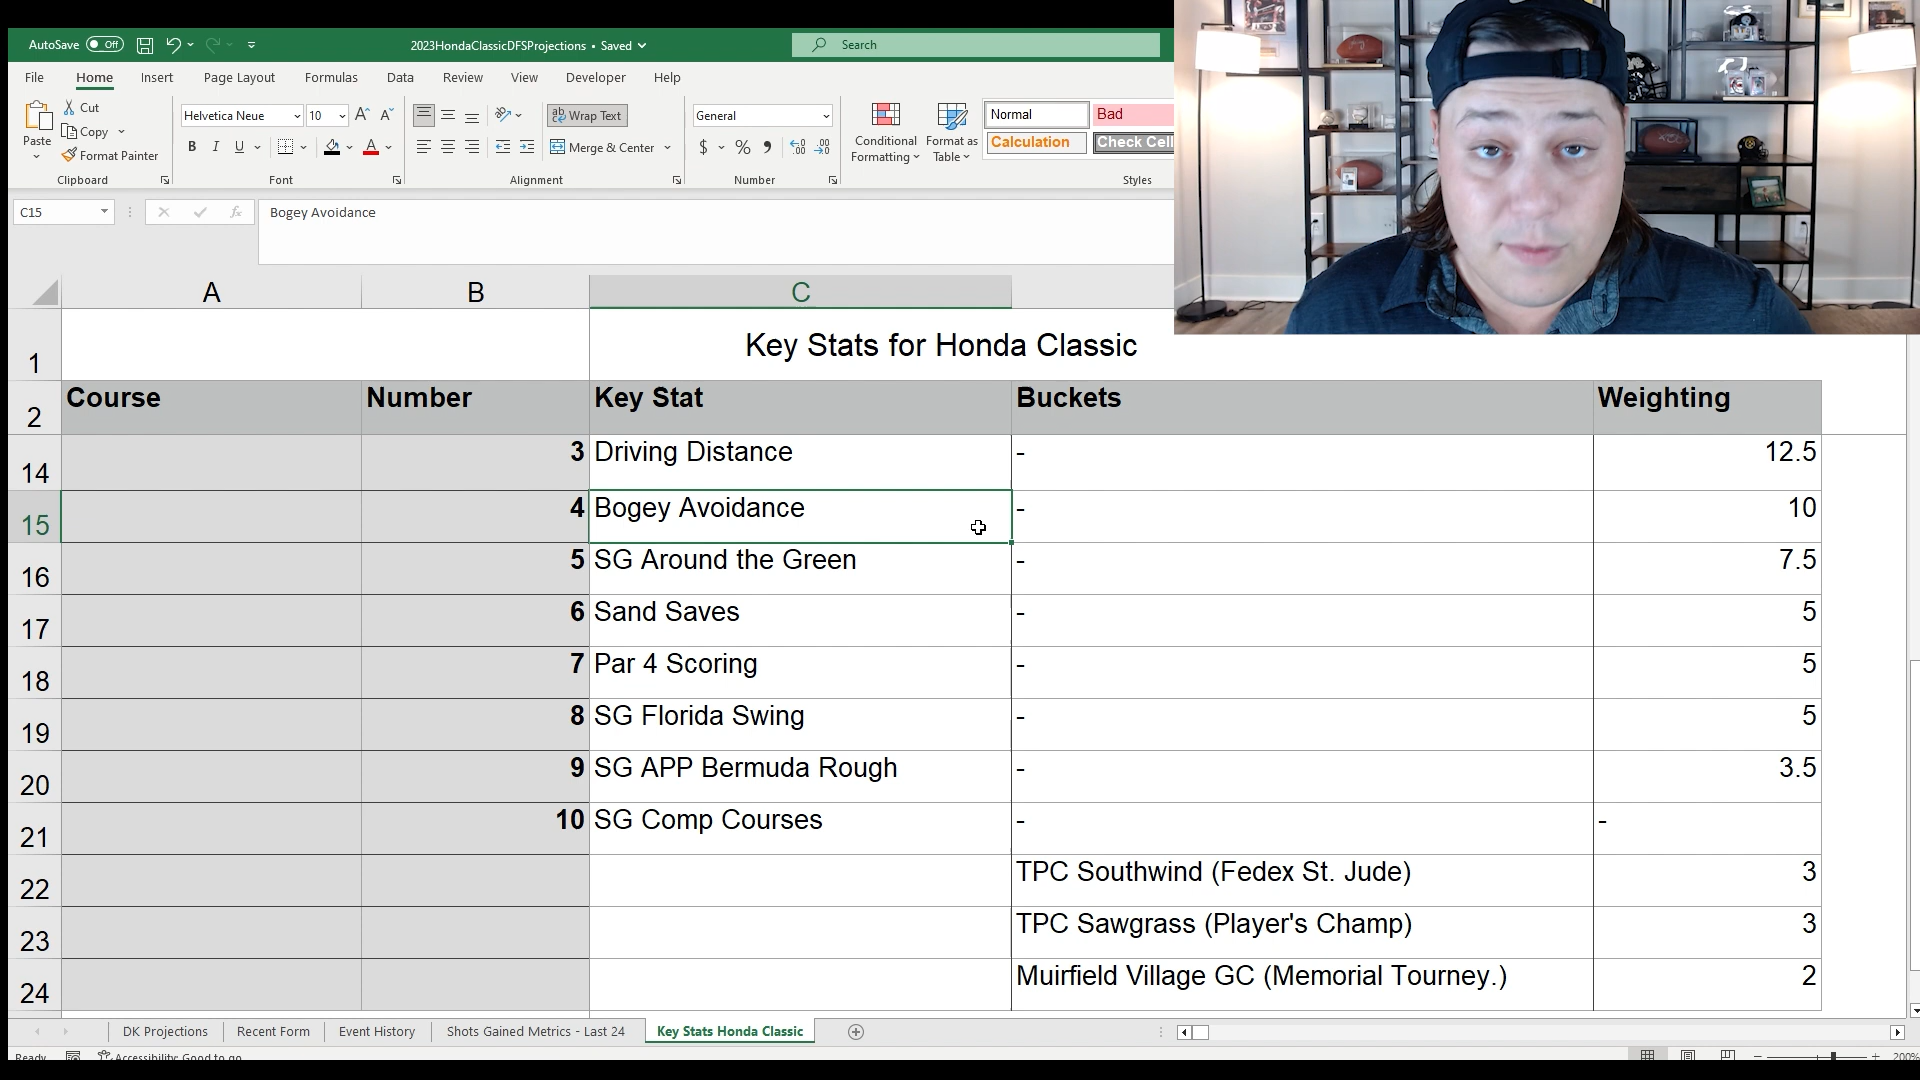 AutoSave Off 2023HondaClassicDFSProjections • Saved Search
File Home Insert Page Layout Formulas Data Review View Developer Help
Cut Helvetica Neue 10 A A ab Wrap Text General Normal Bad
Paste Copy Conditional Format as
Format Painter B I U A Merge & Center $ % Formatting Table Calculation Check Cell
Clipboard Font Alignment Number Styles
C15 fx Bogey Avoidance
A B C
1 Key Stats for Honda Classic
2 Course Number Key Stat Buckets Weighting
14 3 Driving Distance - 12.5
15 4 Bogey Avoidance - 10
16 5 SG Around the Green - 7.5
17 6 Sand Saves - 5
18 7 Par 4 Scoring - 5
19 8 SG Florida Swing - 5
20 9 SG APP Bermuda Rough - 3.5
21 10 SG Comp Courses - -
22 TPC Southwind (Fedex St. Jude) 3
23 TPC Sawgrass (Player's Champ) 3
24 Muirfield Village GC (Memorial Tourney.) 2
DK Projections Recent Form Event History Shots Gained Metrics - Last 24 Key Stats Honda Classic
Ready Accessibility: Good to go 200%